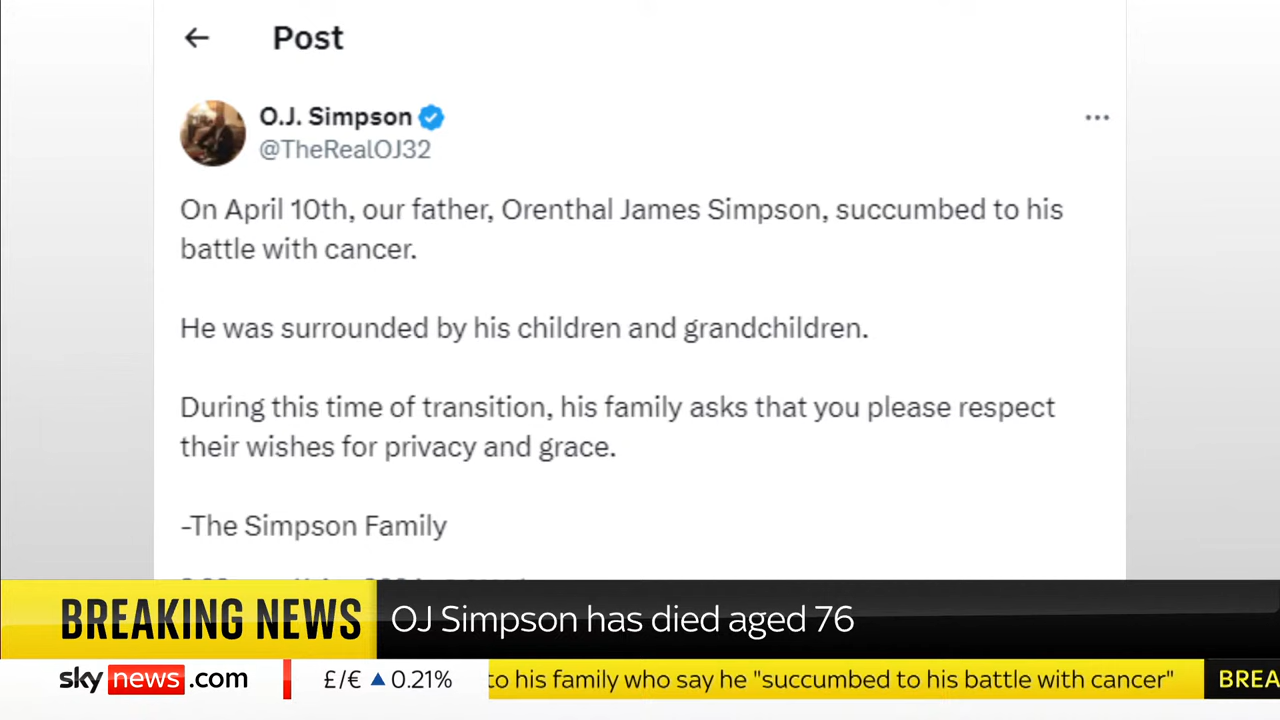 Post
O.J. Simpson
@TheRealOJ32
On April 10th, our father, Orenthal James Simpson, succumbed to his
battle with cancer.
He was surrounded by his children and grandchildren.
During this time of transition, his family asks that you please respect
their wishes for privacy and grace.
-The Simpson Family
BREAKING NEWS
OJ Simpson has died aged 76
sky news.com
£/€ ▲ 0.21%
to his family who say he "succumbed to his battle with cancer"
BREA